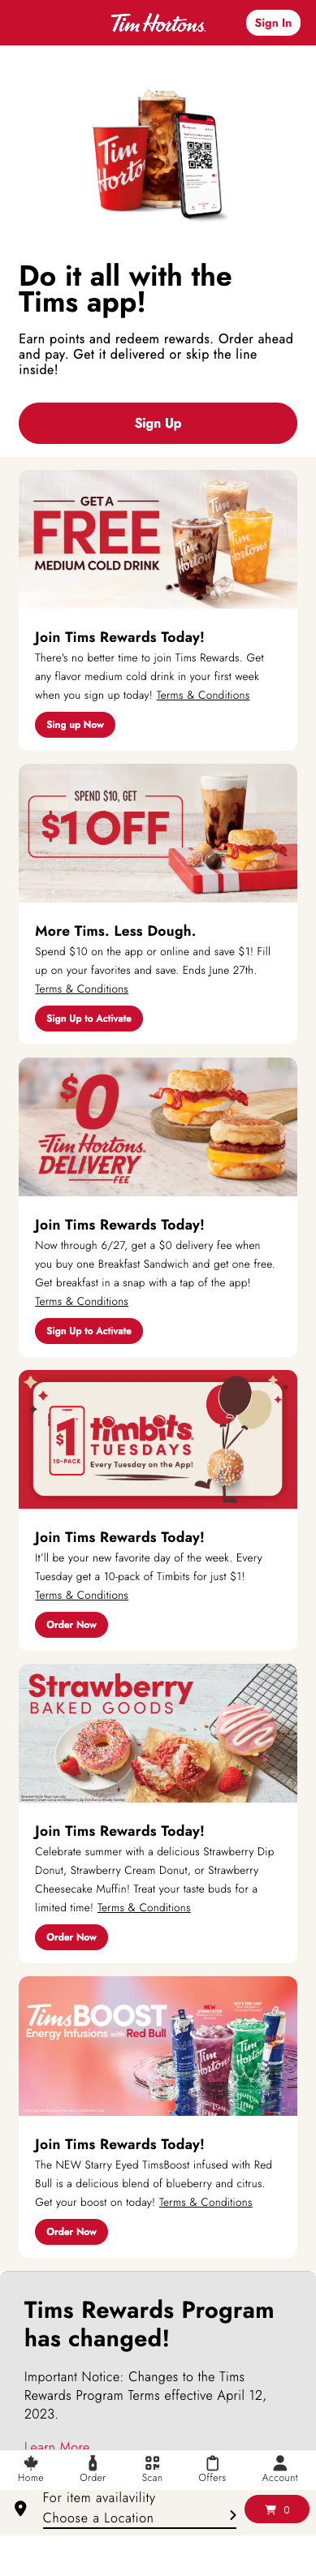 Tim Hortons.
Sign In
Tim
Horto
Do it all with the
Tims app!
Earn points and redeem rewards. Order ahead
and pay. Get it delivered or skip the line
inside!
Sign Up
GET A
FREE
MEDIUM COLD DRINK
Tim
Hortons
Tim
Hortons
Join Tims Rewards Today!
There's no better time to join Tims Rewards. Get
any flavor medium cold drink in your first week
when you sign up today! Terms & Conditions
Sing up Now
SPEND $10, GET
$1 OFF
More Tims. Less Dough.
Spend $10 on the app or online and save $1! Fill
up on your favorites and save. Ends June 27th.
Terms & Conditions
Sign Up to Activate
$0
Tim Hortons.
DELIVERY
FEE
Join Tims Rewards Today!
Now through 6/27, get a $0 delivery fee when
you buy one Breakfast Sandwich and get one free.
Get breakfast in a snap with a tap of the app!
Terms & Conditions
Sign Up to Activate
$1
10-PACK
timbits
TUESDAYS
Every Tuesday on the App!
Join Tims Rewards Today!
It'll be your new favorite day of the week. Every
Tuesday get a 10-pack of Timbits for just $1!
Terms & Conditions
Order Now
Strawberry
BAKED GOODS
Join Tims Rewards Today!
Celebrate summer with a delicious Strawberry Dip
Donut, Strawberry Cream Donut, or Strawberry
Cheesecake Muffin! Treat your taste buds for a
limited time! Terms & Conditions
Order Now
TimsBOOST
Energy Infusions with Red Bull
NEW
Join Tims Rewards Today!
The NEW Starry Eyed TimsBoost infused with Red
Bull is a delicious blend of blueberry and citrus.
Get your boost on today! Terms & Conditions
Order Now
Tims Rewards Program
has changed!
Important Notice: Changes to the Tims
Rewards Program Terms effective April 12,
2023.
Learn More
Home
Order
Scan
Offers
Account
For item availavility
Choose a Location
0